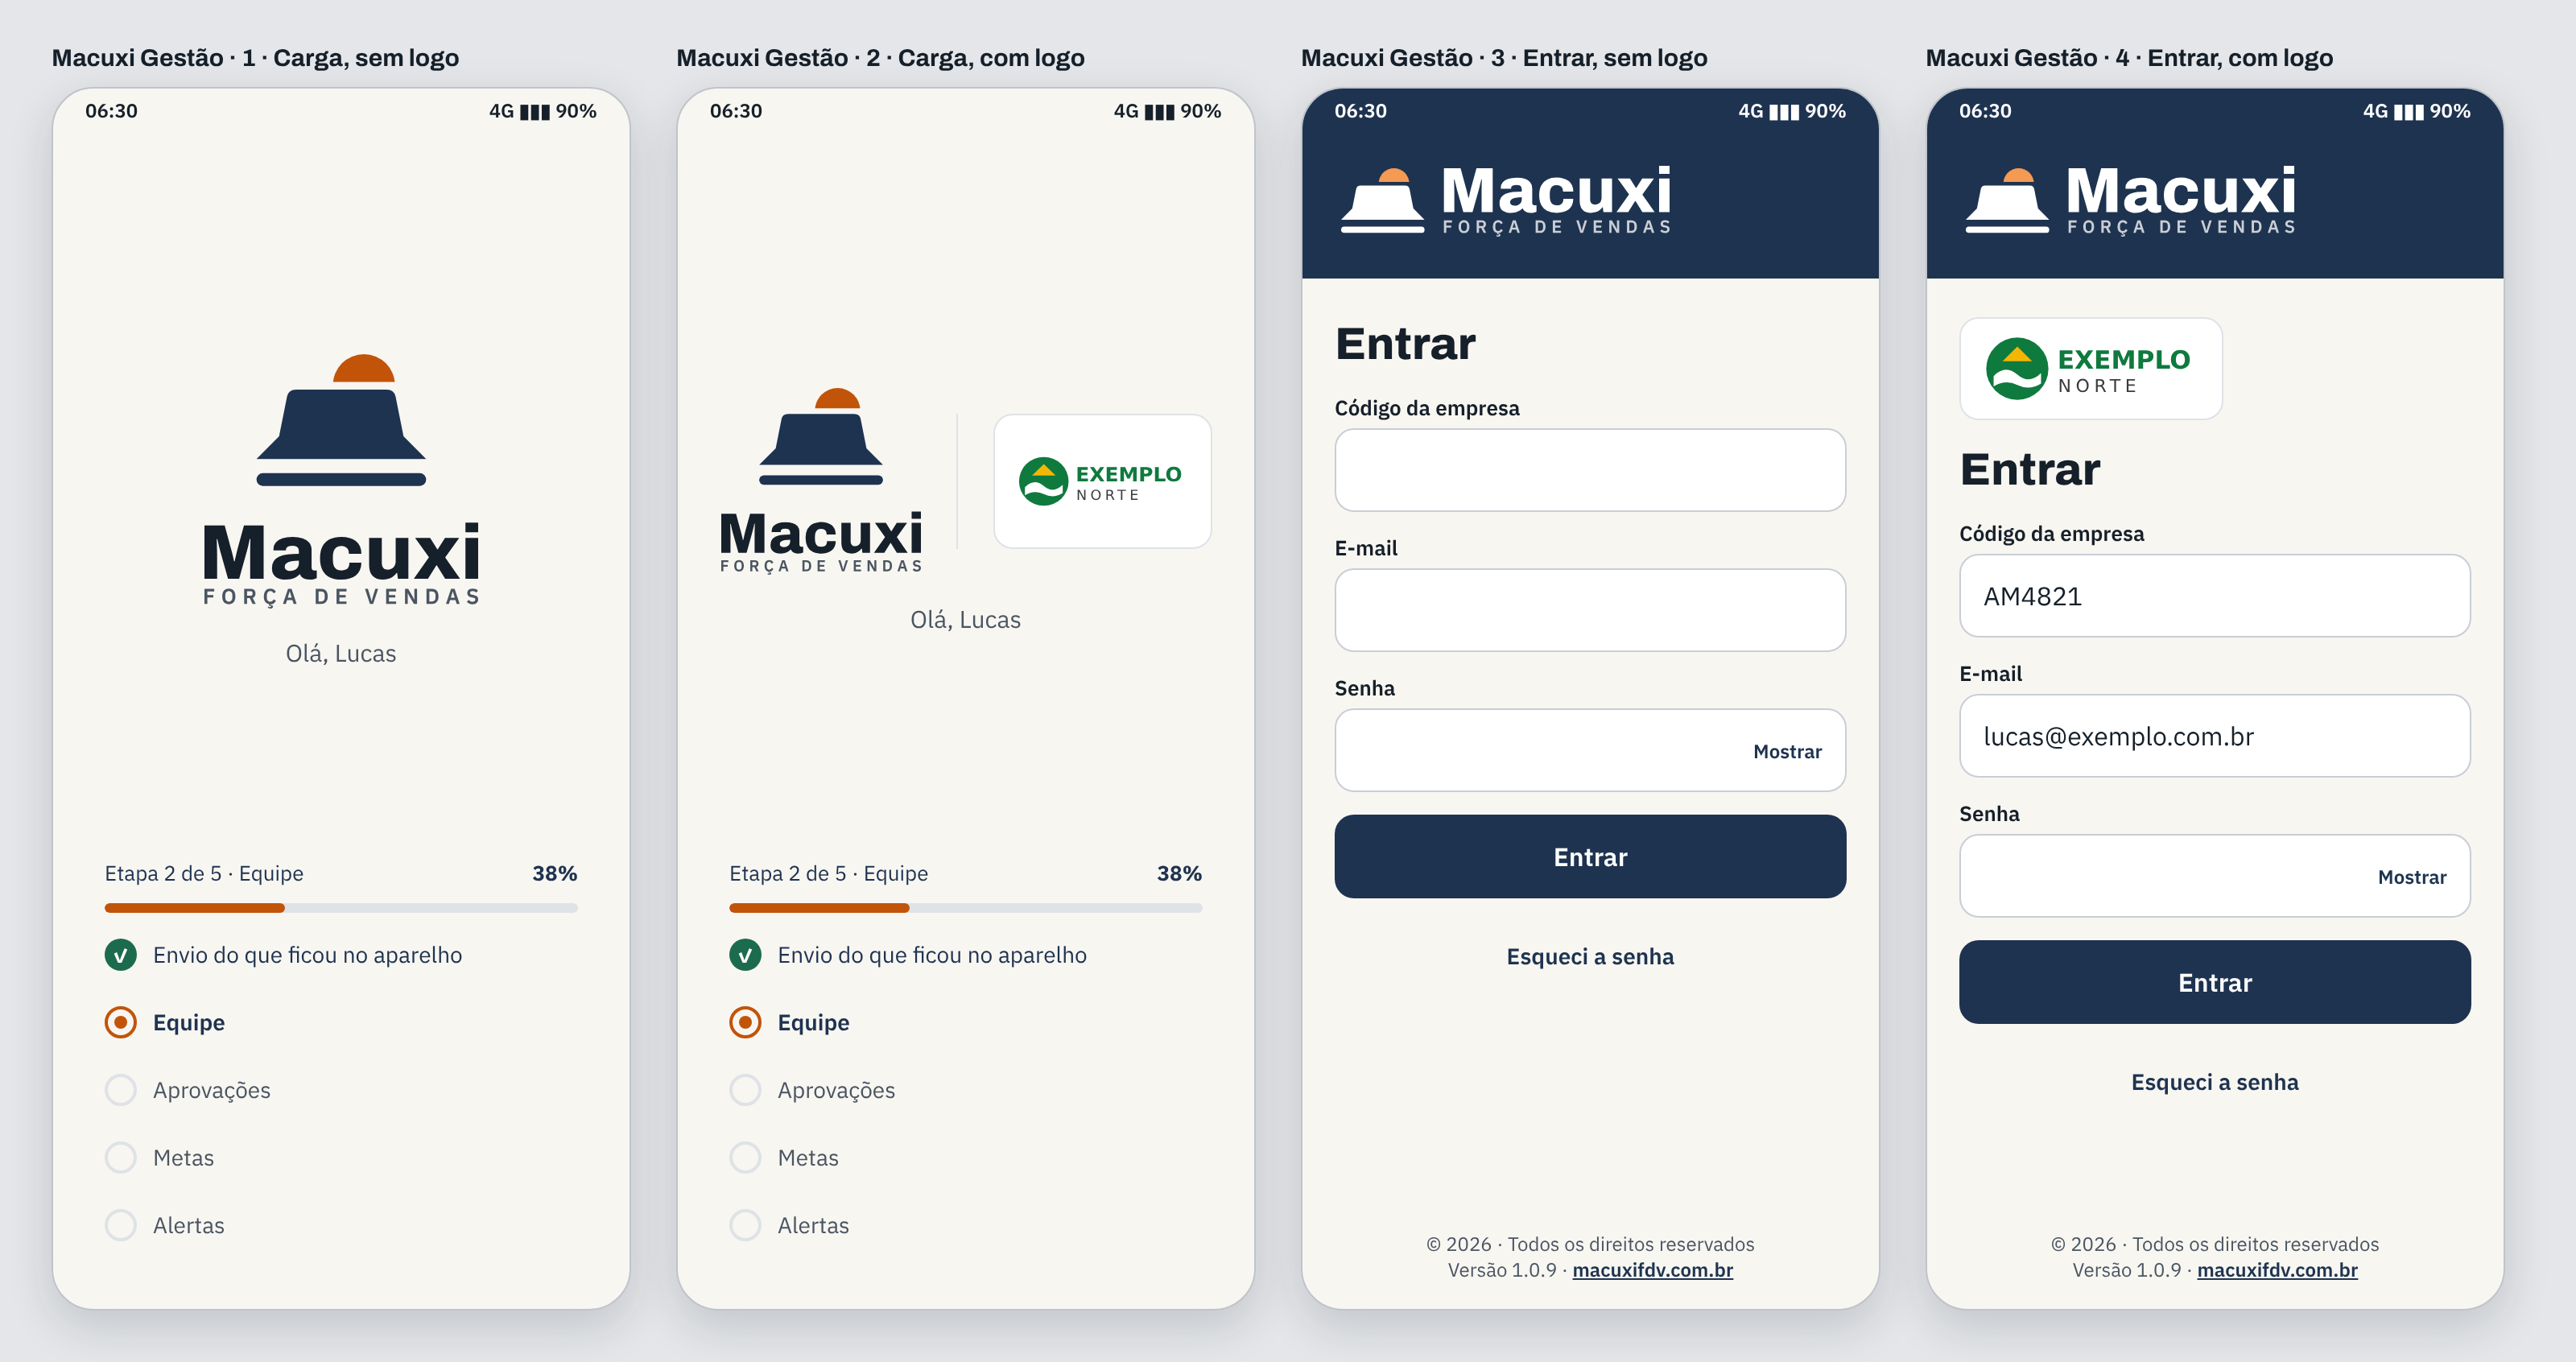 Macuxi Gestão · 1 · Carga, sem logo
06:30
4G 90%
Macuxi
FORÇA DE VENDAS
Olá, Lucas
Etapa 2 de 5 · Equipe
38%
Envio do que ficou no aparelho
Equipe
Aprovações
Metas
Alertas
Macuxi Gestão · 2 · Carga, com logo
06:30
4G 90%
Macuxi
FORÇA DE VENDAS
EXEMPLO
NORTE
Olá, Lucas
Etapa 2 de 5 · Equipe
38%
Envio do que ficou no aparelho
Equipe
Aprovações
Metas
Alertas
Macuxi Gestão · 3 · Entrar, sem logo
06:30
4G 90%
Macuxi
FORÇA DE VENDAS
Entrar
Código da empresa
E-mail
Senha
Mostrar
Entrar
Esqueci a senha
© 2026 · Todos os direitos reservados
Versão 1.0.9 · macuxifdv.com.br
Macuxi Gestão · 4 · Entrar, com logo
06:30
4G 90%
Macuxi
FORÇA DE VENDAS
EXEMPLO
NORTE
Entrar
Código da empresa
AM4821
E-mail
lucas@exemplo.com.br
Senha
Mostrar
Entrar
Esqueci a senha
© 2026 · Todos os direitos reservados
Versão 1.0.9 · macuxifdv.com.br